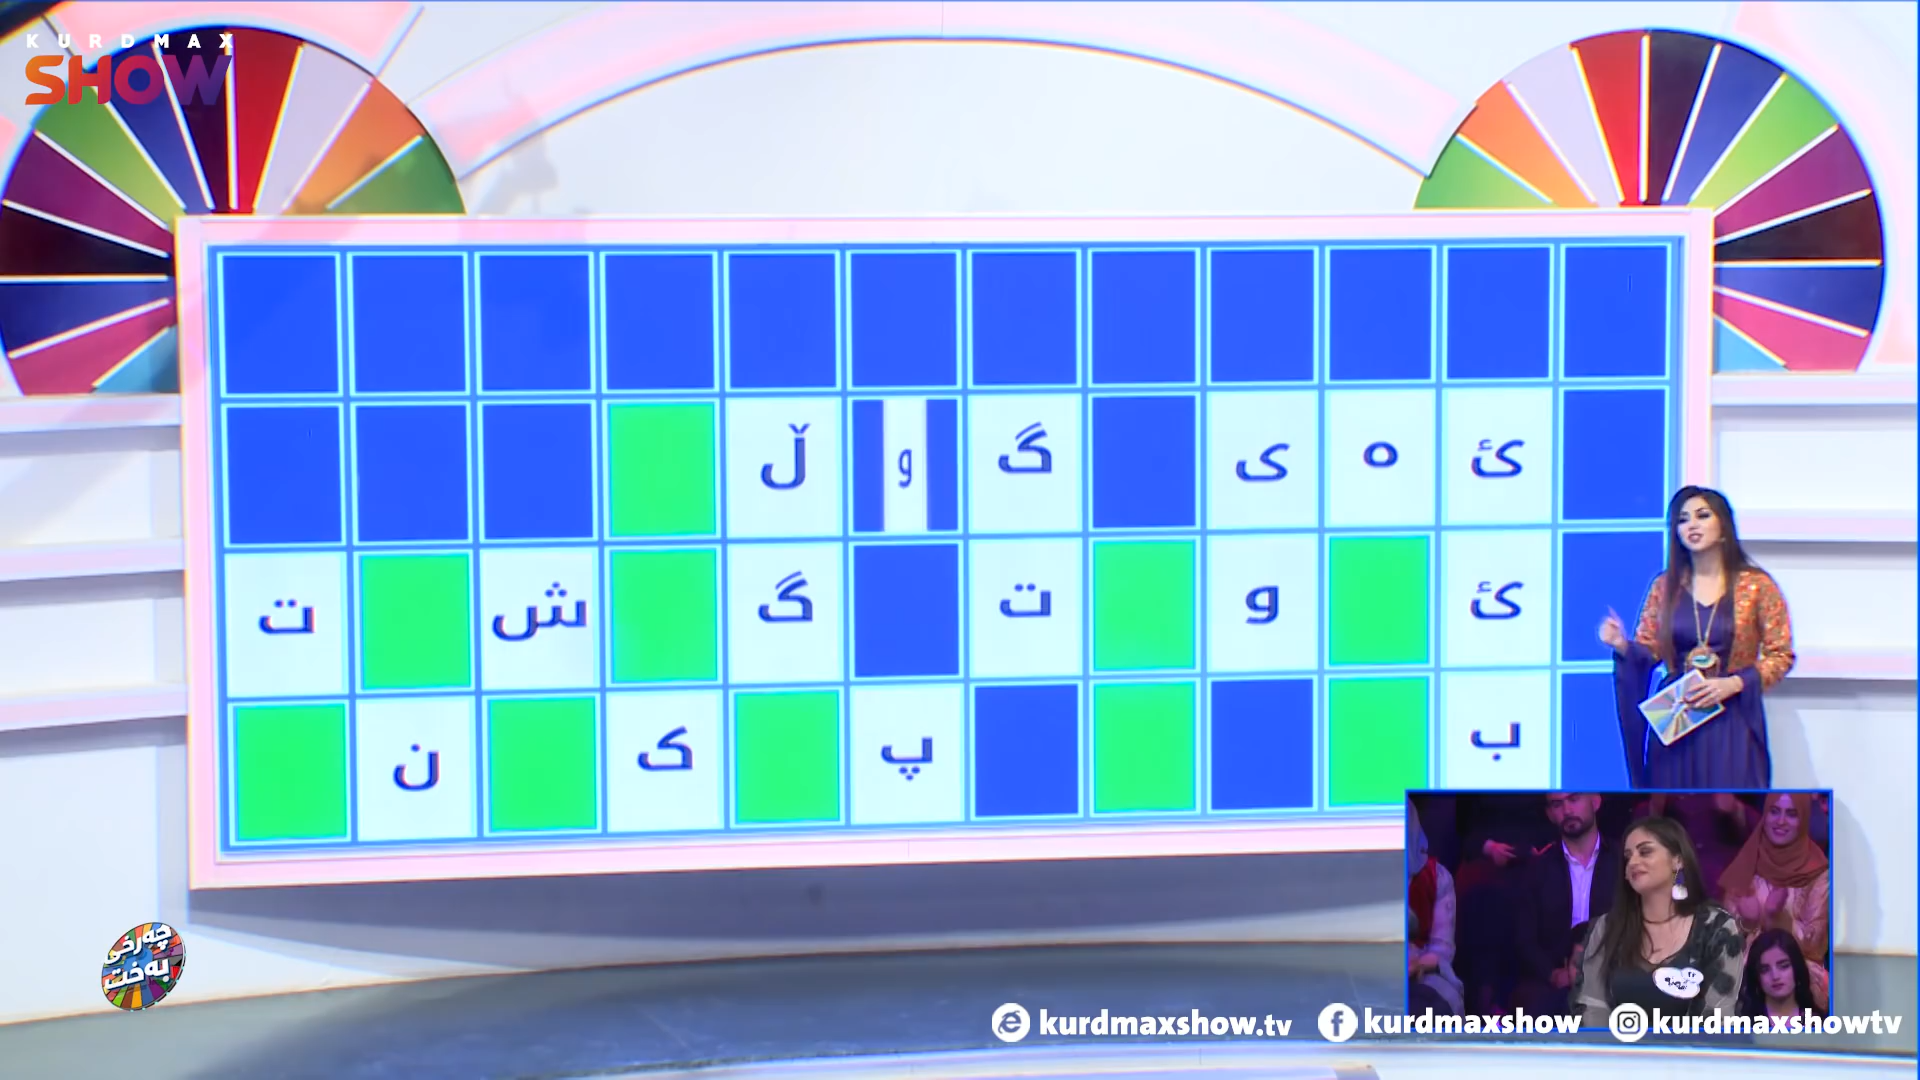 KURDMAX
SHOW
ئ ە ی گ و ڵ
ئ و ت گ ش ت
ب پ ک ن
چەرخی
بەخت
kurdmaxshow.tv kurdmaxshow kurdmaxshowtv